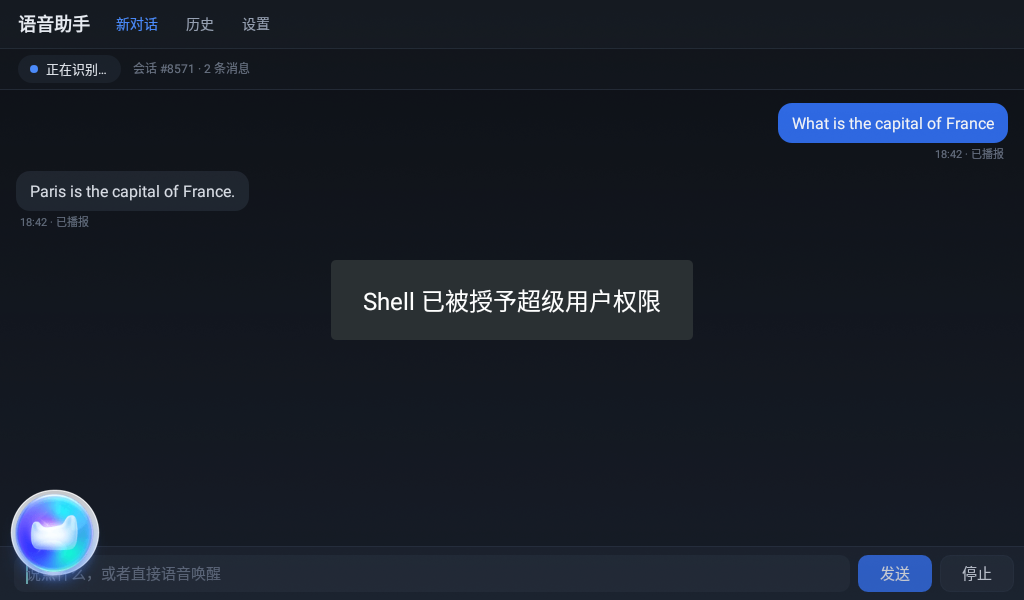 语音助手 新对话 历史 设置
正在识别… 会话 #8571 · 2 条消息
What is the capital of France
18:42 · 已播报
Paris is the capital of France.
18:42 · 已播报
Shell 已被授予超级用户权限
说点什么，或者直接语音唤醒 发送 停止